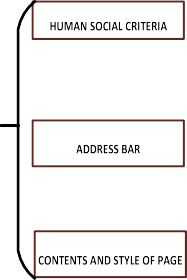 HUMAN SOCIAL CRITERIA
ADDRESS BAR
CONTENTS AND STYLE OF PAGE